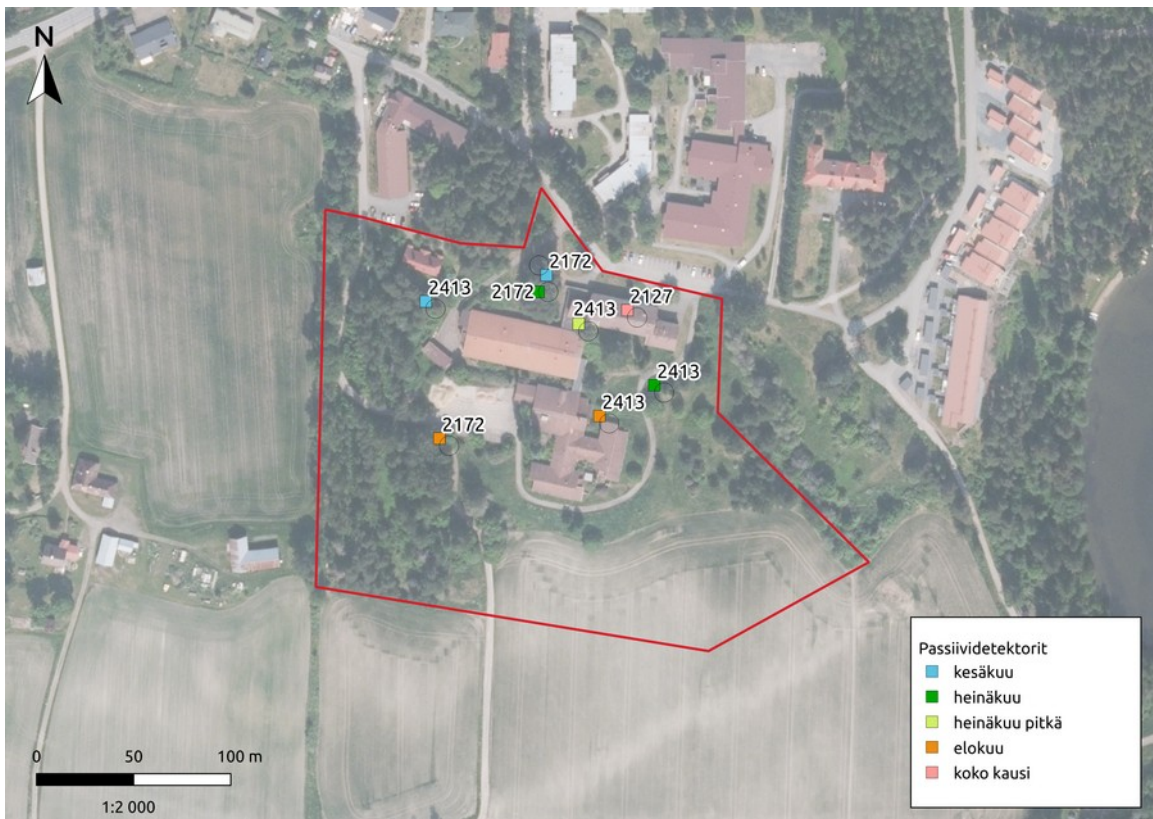 N
2172
2413
2172
2127
2413
2413
2413
2172
Passiividetektorit
kesäkuu
heinäkuu
heinäkuu pitkä
elokuu
koko kausi
0 50 100 m
1:2 000